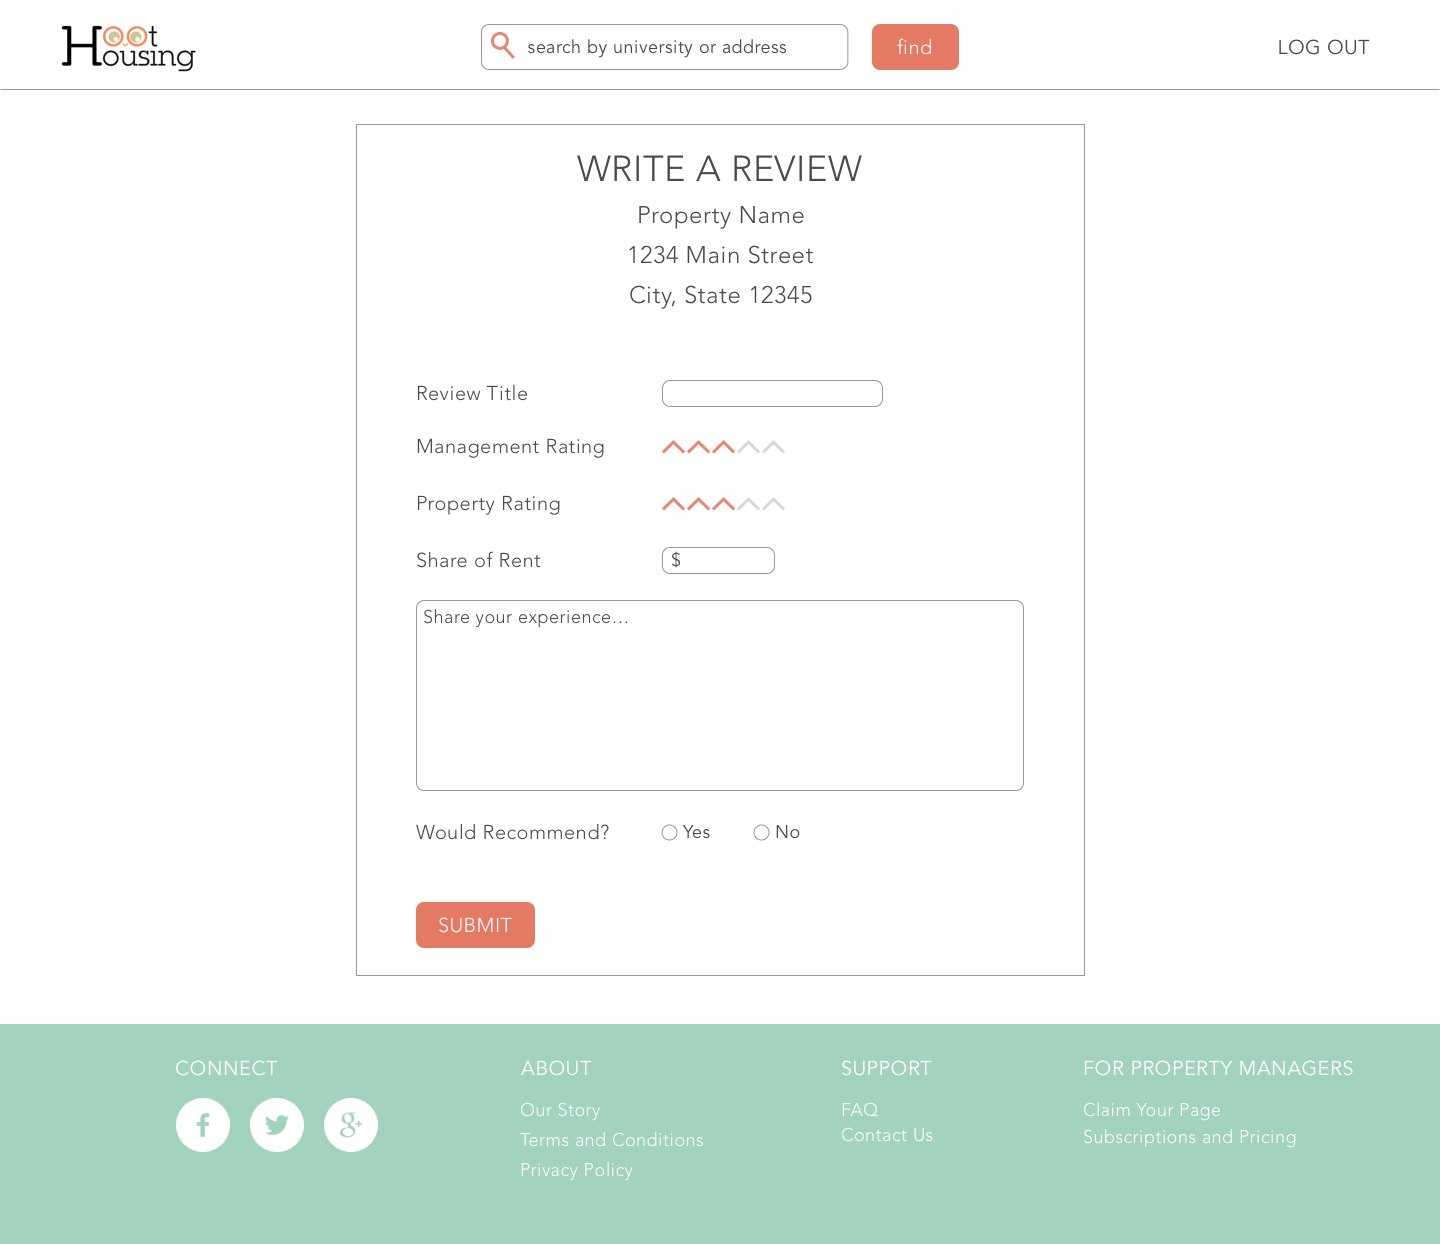 Hoot
Housing
search by university or address
find
LOG OUT
WRITE A REVIEW
Property Name
1234 Main Street
City, State 12345
Review Title
Management Rating
Property Rating
Share of Rent
$
Share your experience...
Would Recommend?
Yes
No
SUBMIT
CONNECT
f
g+
ABOUT
Our Story
Terms and Conditions
Privacy Policy
SUPPORT
FAQ
Contact Us
FOR PROPERTY MANAGERS
Claim Your Page
Subscriptions and Pricing